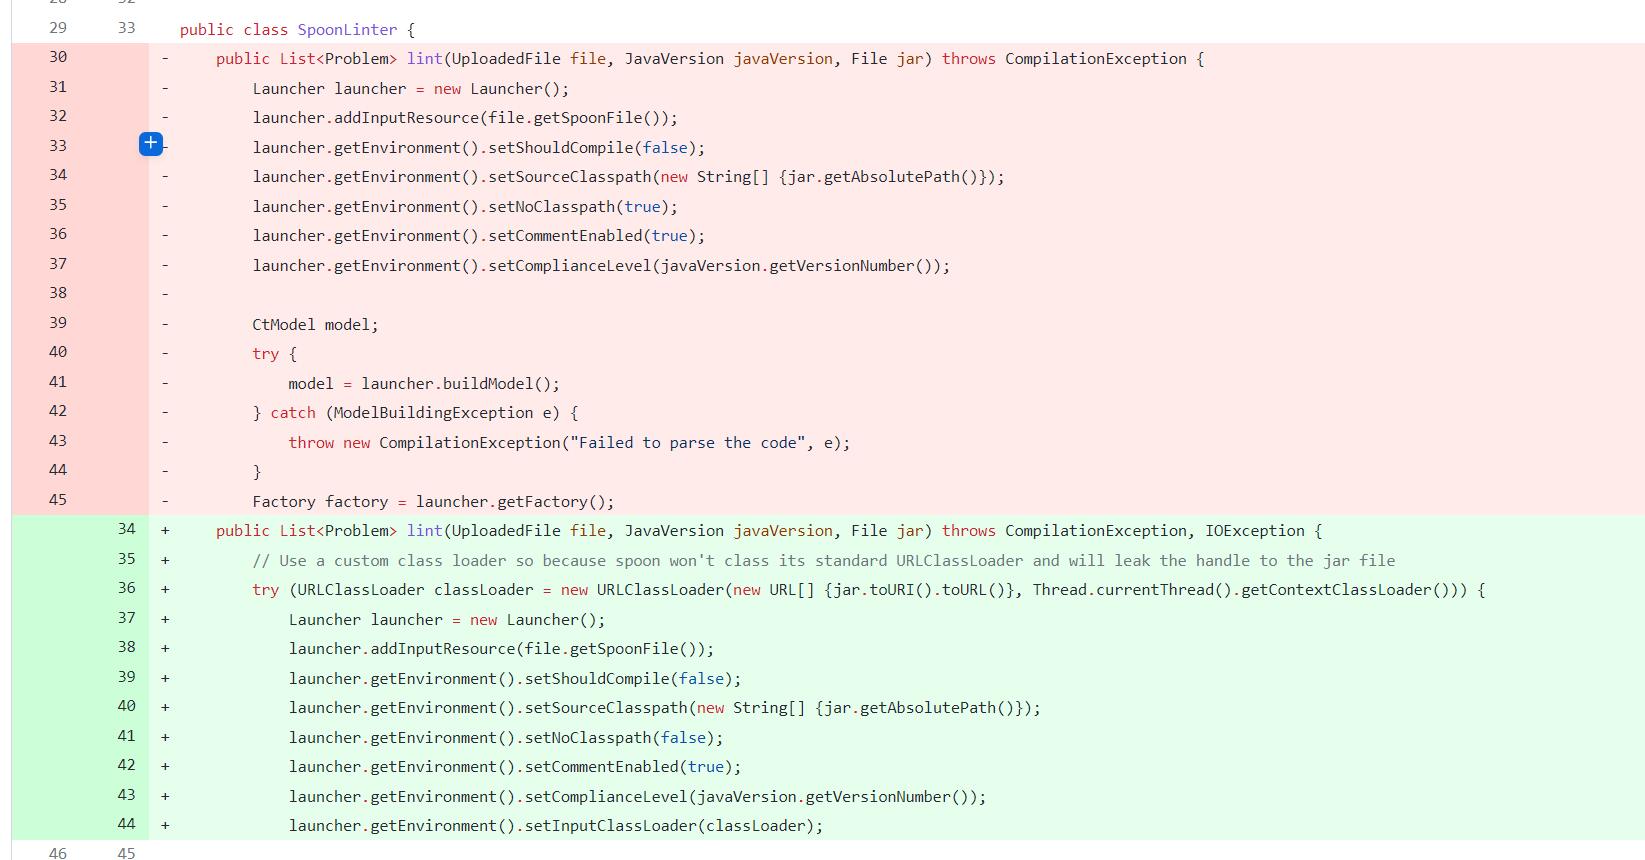 29 33 public class SpoonLinter {
30 - public List<Problem> lint(UploadedFile file, JavaVersion javaVersion, File jar) throws CompilationException {
31 - Launcher launcher = new Launcher();
32 - launcher.addInputResource(file.getSpoonFile());
33 + - launcher.getEnvironment().setShouldCompile(false);
34 - launcher.getEnvironment().setSourceClasspath(new String[] {jar.getAbsolutePath()});
35 - launcher.getEnvironment().setNoClasspath(true);
36 - launcher.getEnvironment().setCommentEnabled(true);
37 - launcher.getEnvironment().setComplianceLevel(javaVersion.getVersionNumber());
38 -
39 - CtModel model;
40 - try {
41 - model = launcher.buildModel();
42 - } catch (ModelBuildingException e) {
43 - throw new CompilationException("Failed to parse the code", e);
44 - }
45 - Factory factory = launcher.getFactory();
34 + public List<Problem> lint(UploadedFile file, JavaVersion javaVersion, File jar) throws CompilationException, IOException {
35 + // Use a custom class loader so because spoon won't class its standard URLClassLoader and will leak the handle to the jar file
36 + try (URLClassLoader classLoader = new URLClassLoader(new URL[] {jar.toURI().toURL()}, Thread.currentThread().getContextClassLoader())) {
37 + Launcher launcher = new Launcher();
38 + launcher.addInputResource(file.getSpoonFile());
39 + launcher.getEnvironment().setShouldCompile(false);
40 + launcher.getEnvironment().setSourceClasspath(new String[] {jar.getAbsolutePath()});
41 + launcher.getEnvironment().setNoClasspath(false);
42 + launcher.getEnvironment().setCommentEnabled(true);
43 + launcher.getEnvironment().setComplianceLevel(javaVersion.getVersionNumber());
44 + launcher.getEnvironment().setInputClassLoader(classLoader);
46 45